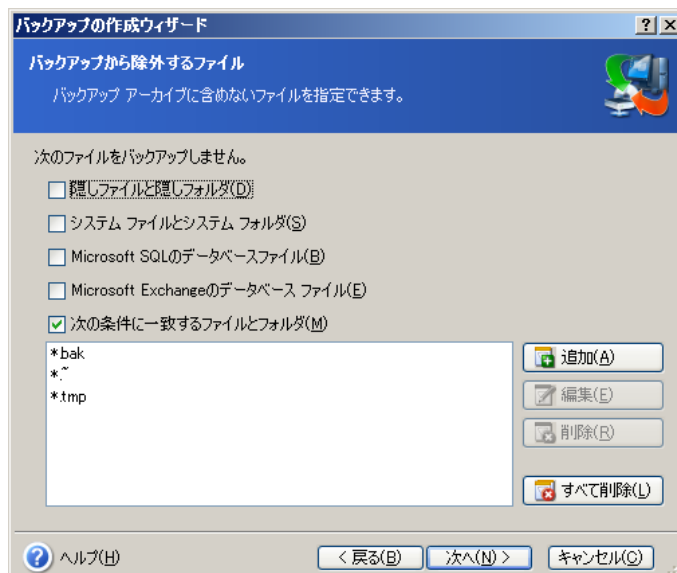 バックアップの作成ウィザード
バックアップから除外するファイル
バックアップ アーカイブに含めないファイルを指定できます。
次のファイルをバックアップしません。
隠しファイルと隠しフォルダ(D)
システム ファイルとシステム フォルダ(S)
Microsoft SQLのデータベースファイル(B)
Microsoft Exchangeのデータベース ファイル(E)
次の条件に一致するファイルとフォルダ(M)
*.bak
*.~
*.tmp
追加(A)
編集(E)
削除(R)
すべて削除(L)
ヘルプ(H)
< 戻る(B)
次へ(N) >
キャンセル(C)